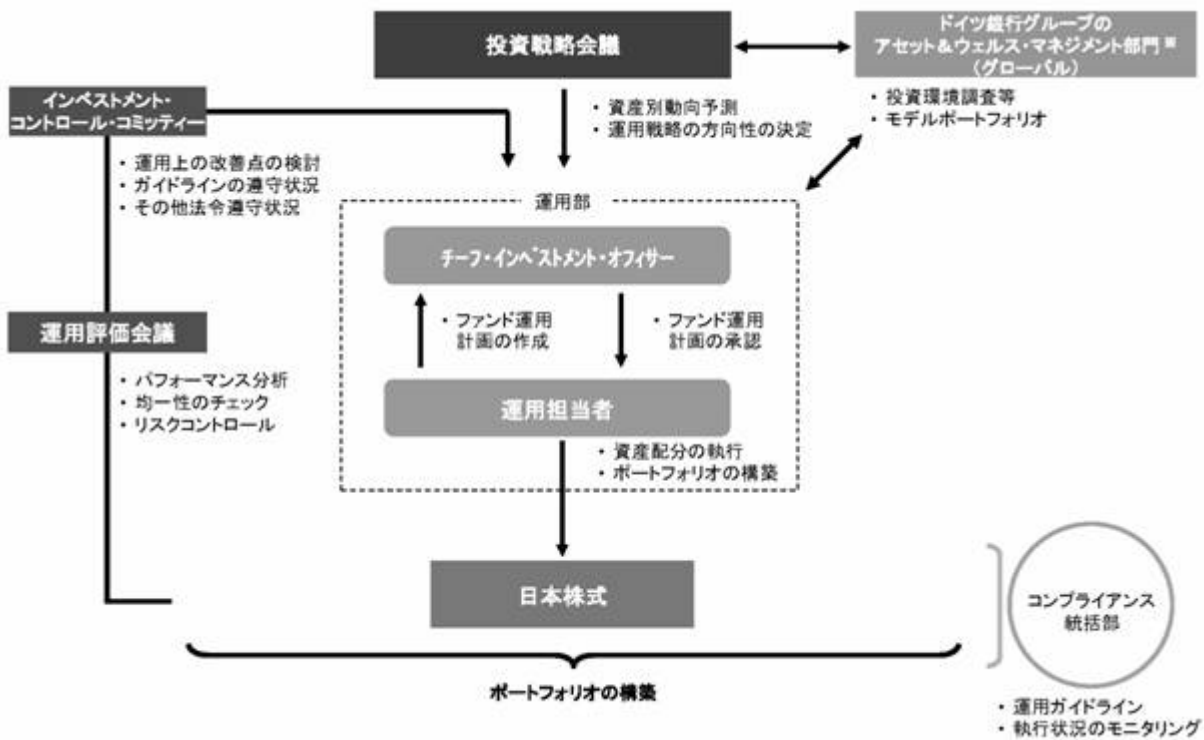 投資戦略会議
ドイツ銀行グループの
アセット＆ウェルス・マネジメント部門※
（グローバル）
・投資環境調査等
・モデルポートフォリオ
・資産別動向予測
・運用戦略の方向性の決定
インベストメント・
コントロール・コミッティー
・運用上の改善点の検討
・ガイドラインの遵守状況
・その他法令遵守状況
運用部
チーフ・インベストメント・オフィサー
・ファンド運用
計画の作成
・ファンド運用
計画の承認
運用評価会議
・パフォーマンス分析
・均一性のチェック
・リスクコントロール
運用担当者
・資産配分の執行
・ポートフォリオの構築
日本株式
コンプライアンス
統括部
ポートフォリオの構築
・運用ガイドライン
・執行状況のモニタリング